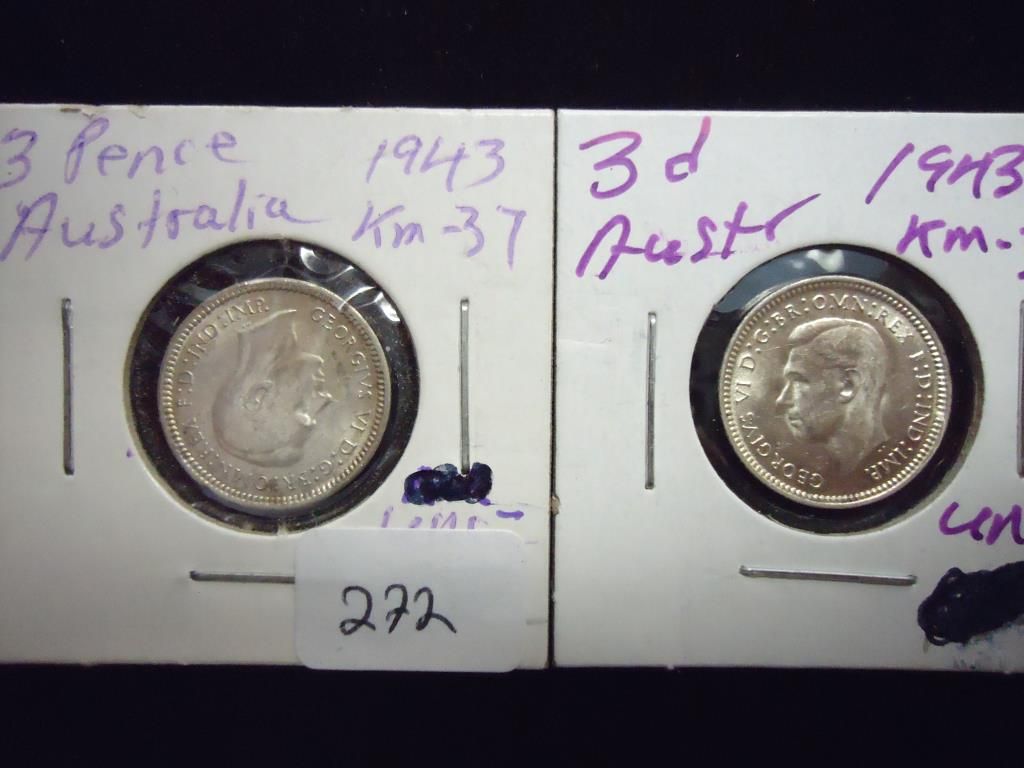 3 Pence 1943
Australia Km-37
GEORGIVS VI D:G:BR:OMN:REX F:D:IND:IMP.
272
3d 1943
Austr Km-
GEORGIVS VI D:G:BR:OMN:REX F:D:IND:IMP.